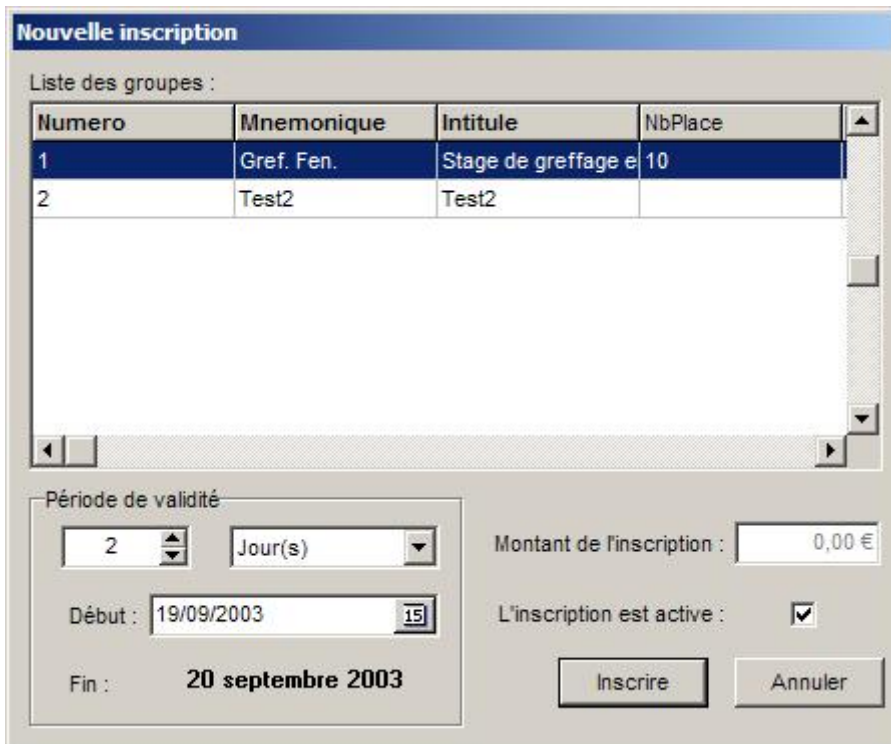 Nouvelle inscription
Liste des groupes :
Numero Mnemonique Intitule NbPlace
1 Gref. Fen. Stage de greffage e 10
2 Test2 Test2
Période de validité
2 Jour(s) Montant de l'inscription : 0,00 €
Début : 19/09/2003 15 L'inscription est active :
Fin : 20 septembre 2003 Inscrire Annuler